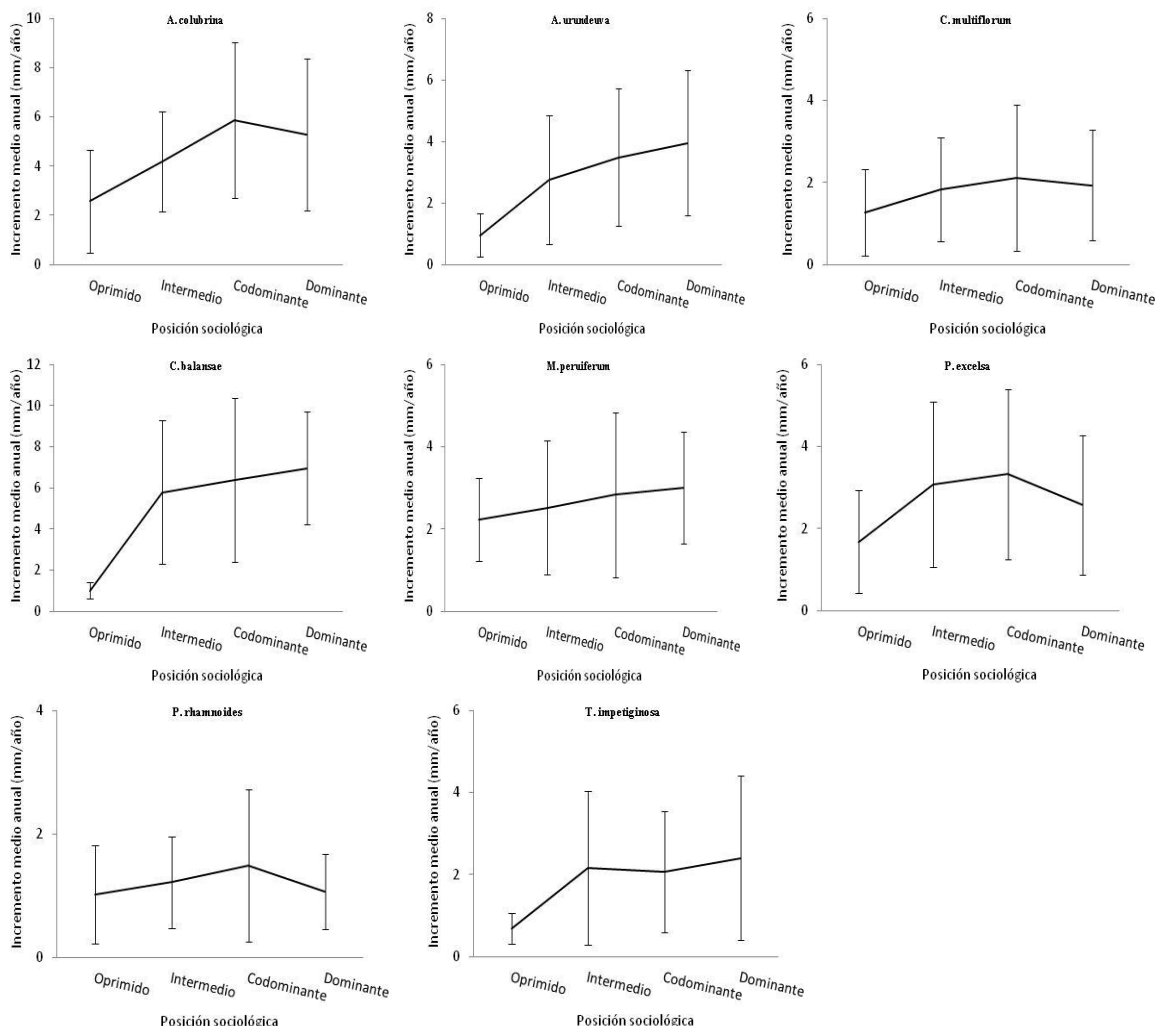 A. colubrina
Incremento medio anual (mm/año)
10
8
6
4
2
0
Oprimido Intermedio Codominante Dominante
Posición sociológica
A. urundeuva
Incremento medio anual (mm/año)
8
6
4
2
0
Oprimido Intermedio Codominante Dominante
Posición sociológica
C. multiflorum
Incremento medio anual (mm/año)
6
4
2
0
Oprimido Intermedio Codominante Dominante
Posición sociológica
C. balansae
Incremento medio anual (mm/año)
12
10
8
6
4
2
0
Oprimido Intermedio Codominante Dominante
Posición sociológica
M. peruiferum
Incremento medio anual (mm/año)
6
4
2
0
Oprimido Intermedio Codominante Dominante
Posición sociológica
P. excelsa
Incremento medio anual (mm/año)
6
4
2
0
Oprimido Intermedio Codominante Dominante
Posición sociológica
P. rhamnoides
Incremento medio anual (mm/año)
4
2
0
Oprimido Intermedio Codominante Dominante
Posición sociológica
T. impetiginosa
Incremento medio anual (mm/año)
6
4
2
0
Oprimido Intermedio Codominante Dominante
Posición sociológica